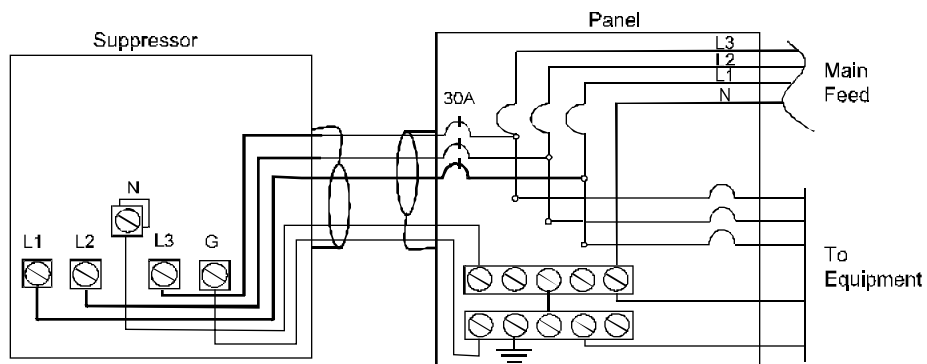 Panel
Suppressor
L3
L2
L1
N
Main
Feed
30A
N
L1
L2
L3
G
To
Equipment